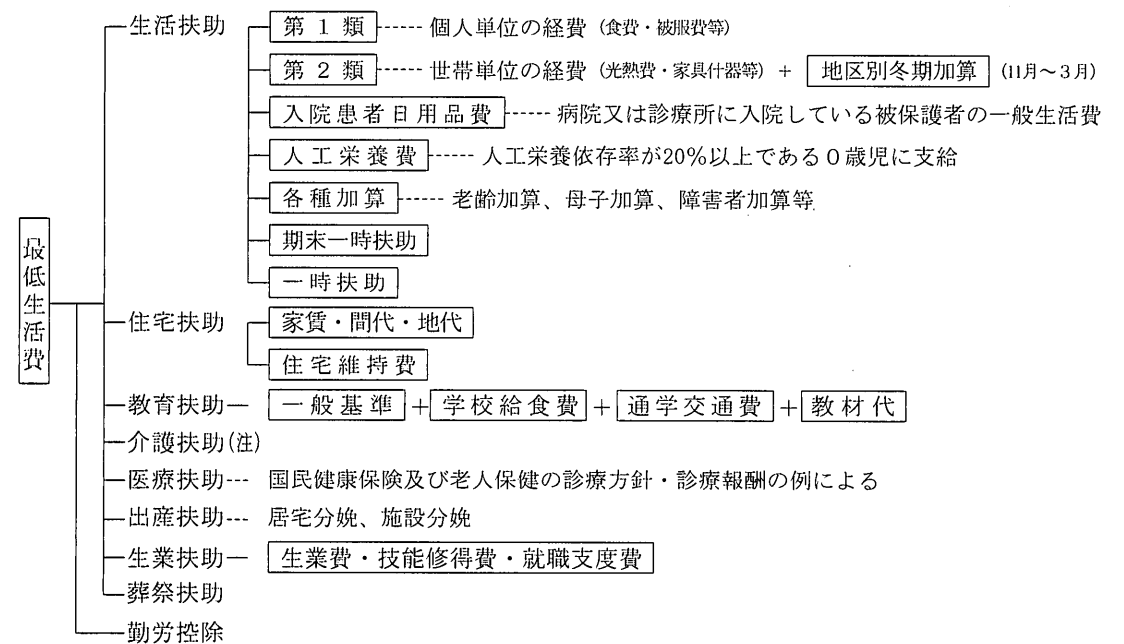 最低生活費
生活扶助
第1類 ------ 個人単位の経費 (食費・被服費等)
第2類 ------ 世帯単位の経費 (光熱費・家具什器等) + 地区別冬期加算 (11月～3月)
入院患者日用品費 ------ 病院又は診療所に入院している被保護者の一般生活費
人工栄養費 ------ 人工栄養依存率が20%以上である0歳児に支給
各種加算 ------ 老齢加算、母子加算、障害者加算等
期末一時扶助
一時扶助
住宅扶助
家賃・間代・地代
住宅維持費
教育扶助 一般基準 + 学校給食費 + 通学交通費 + 教材代
介護扶助(注)
医療扶助--- 国民健康保険及び老人保健の診療方針・診療報酬の例による
出産扶助--- 居宅分娩、施設分娩
生業扶助 生業費・技能修得費・就職支度費
葬祭扶助
勤労控除